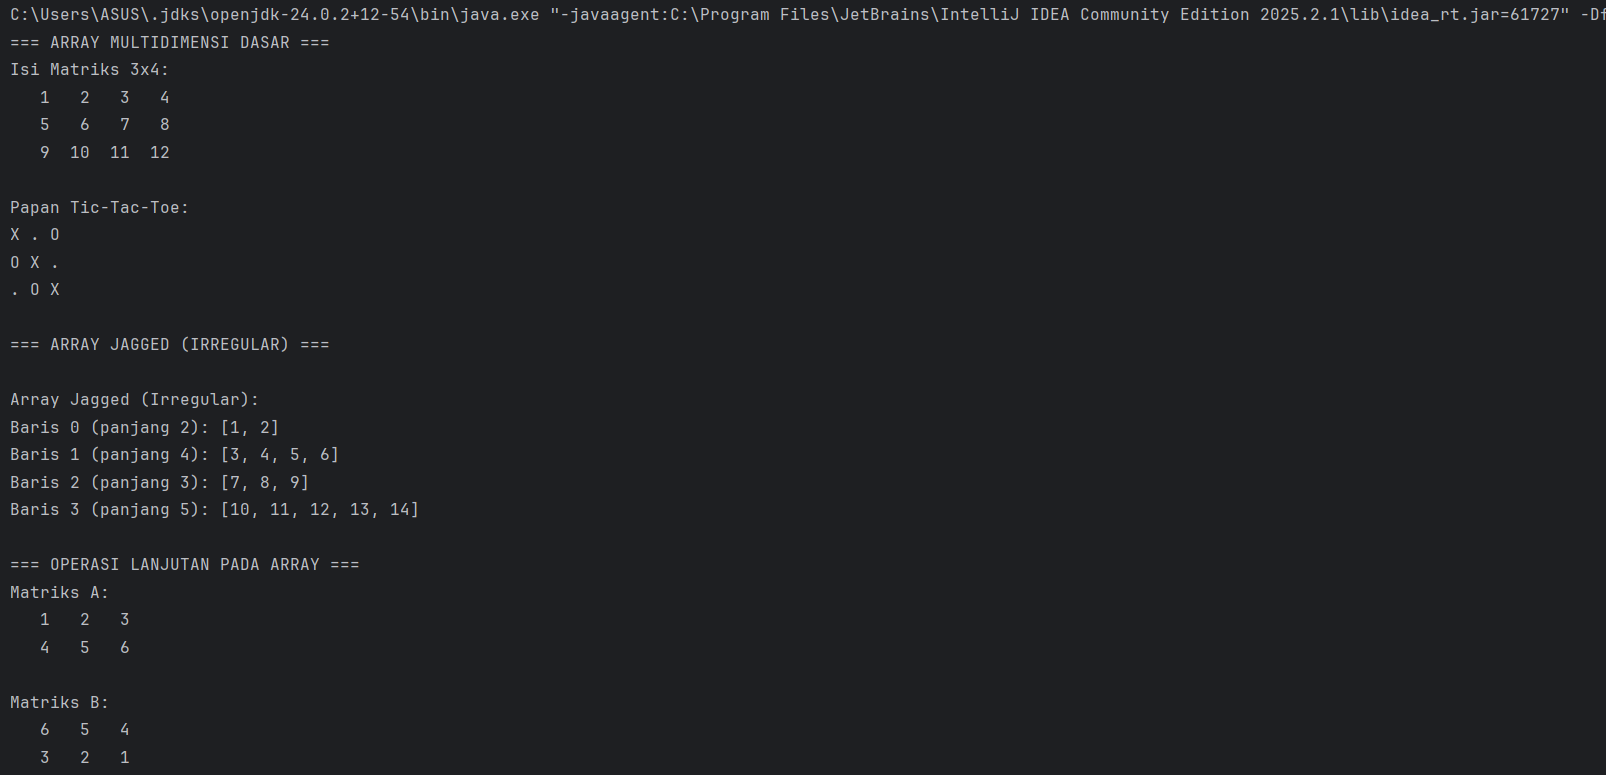 C:\Users\ASUS\.jdks\openjdk-24.0.2+12-54\bin\java.exe "-javaagent:C:\Program Files\JetBrains\IntelliJ IDEA Community Edition 2025.2.1\lib\idea_rt.jar=61727" -Df
=== ARRAY MULTIDIMENSI DASAR ===
Isi Matriks 3x4:
   1   2   3   4
   5   6   7   8
   9  10  11  12
Papan Tic-Tac-Toe:
X . O
O X .
. O X
=== ARRAY JAGGED (IRREGULAR) ===
Array Jagged (Irregular):
Baris 0 (panjang 2): [1, 2]
Baris 1 (panjang 4): [3, 4, 5, 6]
Baris 2 (panjang 3): [7, 8, 9]
Baris 3 (panjang 5): [10, 11, 12, 13, 14]
=== OPERASI LANJUTAN PADA ARRAY ===
Matriks A:
   1   2   3
   4   5   6
Matriks B:
   6   5   4
   3   2   1